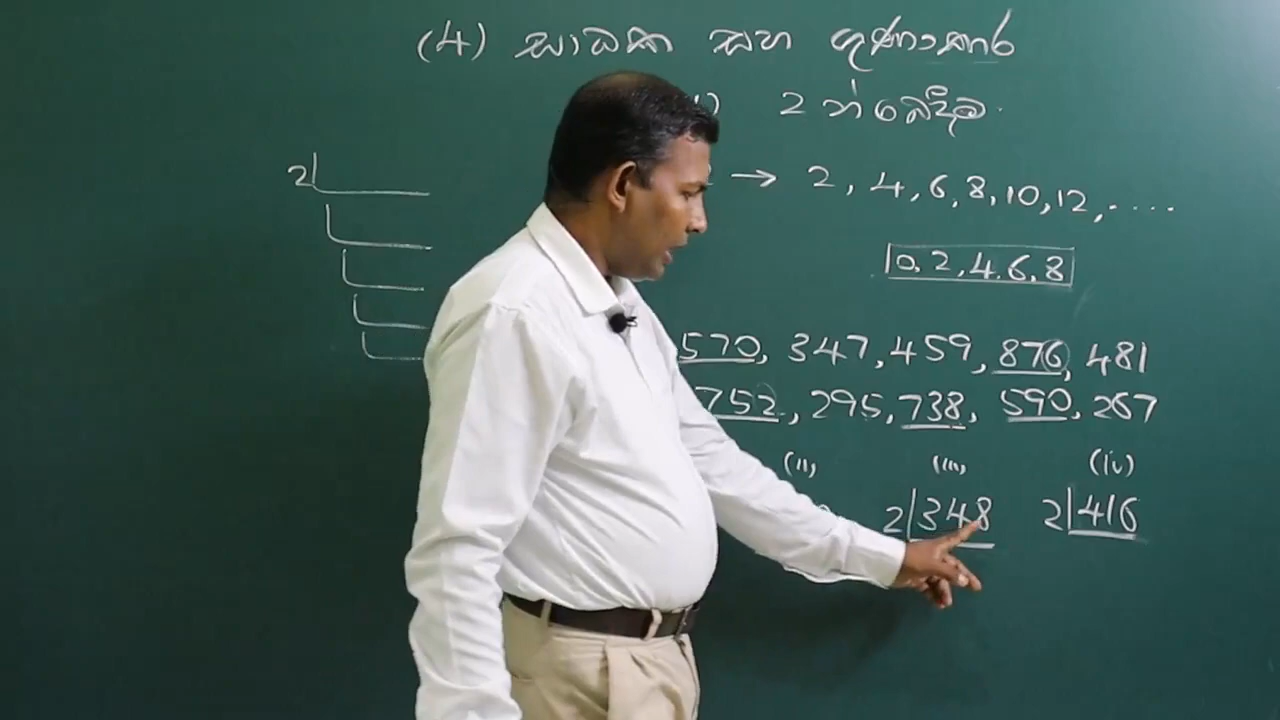 (4) සාධක සහ ගුණාකාර
2 න් බෙදීම.
→ 2, 4, 6, 8, 10, 12, .....
2
0, 2, 4, 6, 8
570, 347, 459, 876, 481
752, 295, 738, 590, 267
(ii) (iii) (iv)
2 348 2 416